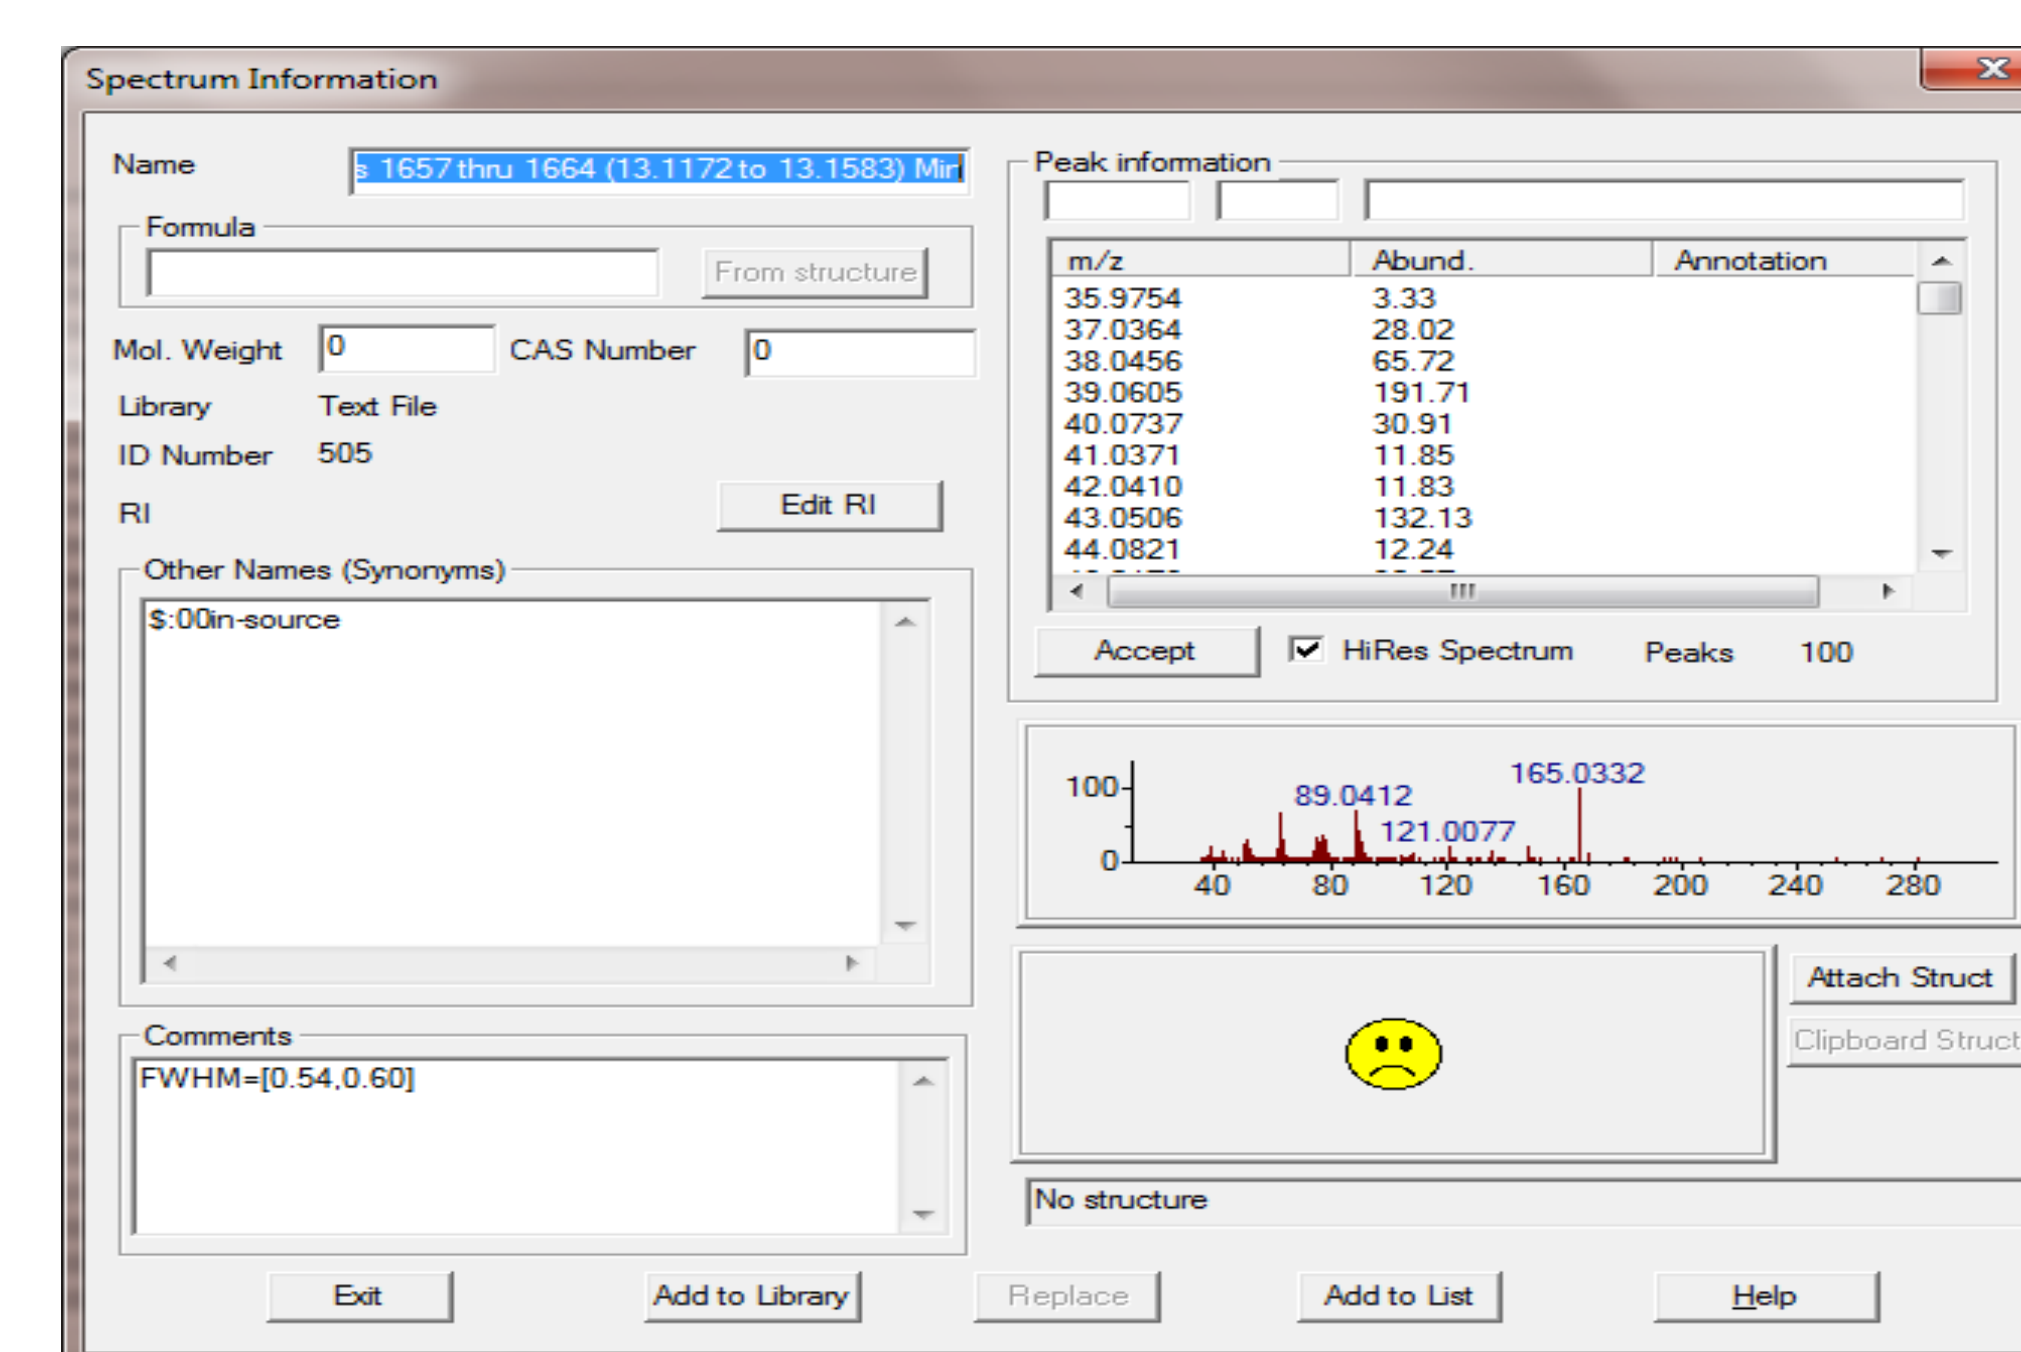 Spectrum Information
Name
s 1657 thru 1664 (13.1172 to 13.1583) Min
Formula
From structure
Mol. Weight 0 CAS Number 0
Library Text File
ID Number 505
RI Edit RI
Other Names (Synonyms)
$:00in-source
Comments
FWHM=[0.54,0.60]
Peak information
m/z Abund. Annotation
35.9754 3.33
37.0364 28.02
38.0456 65.72
39.0605 191.71
40.0737 30.91
41.0371 11.85
42.0410 11.83
43.0506 132.13
44.0821 12.24
Accept HiRes Spectrum Peaks 100
165.0332
100
89.0412
121.0077
0
40 80 120 160 200 240 280
Attach Struct
Clipboard Struct
No structure
Exit Add to Library Replace Add to List Help